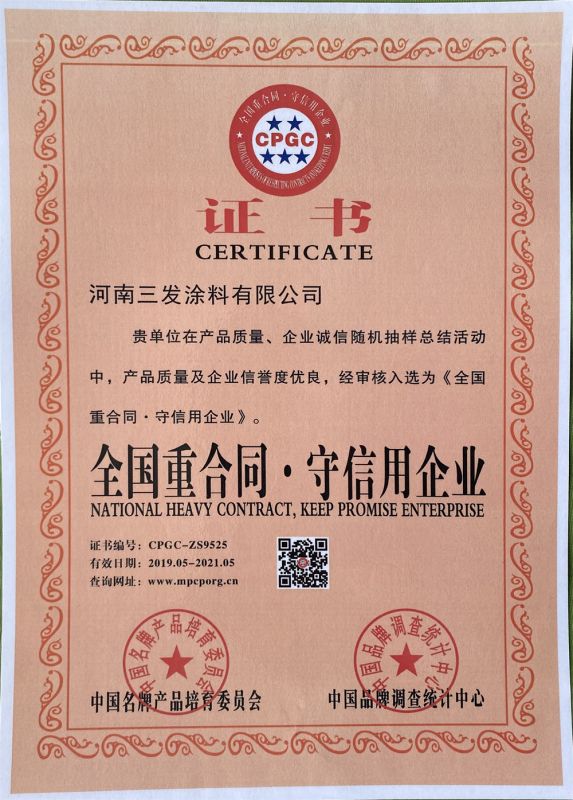 全国重合同·守信用企业
CPGC
证书
CERTIFICATE
河南三发涂料有限公司
贵单位在产品质量、企业诚信随机抽样总结活动
中，产品质量及企业信誉度优良，经审核入选为《全国
重合同·守信用企业》。
全国重合同·守信用企业
NATIONAL HEAVY CONTRACT, KEEP PROMISE ENTERPRISE
证书编号：CPGC-ZS9525
有效日期：2019.05-2021.05
查询网址：www.mpcporg.cn
中国名牌产品培育委员会
中国品牌调查统计中心
中国名牌产品培育委员会
中国品牌调查统计中心